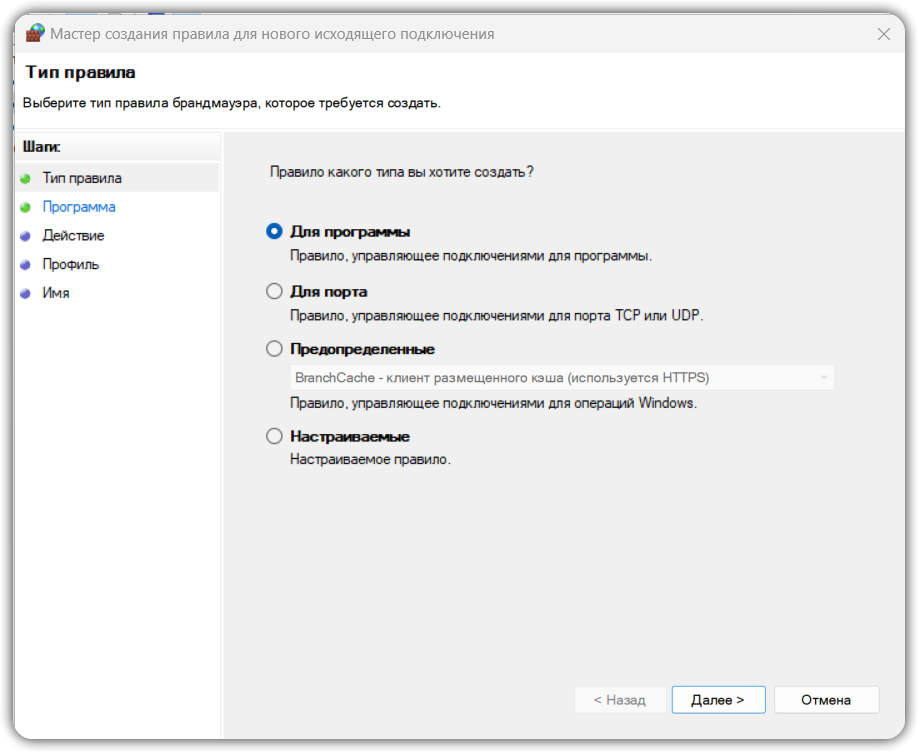 Мастер создания правила для нового исходящего подключения
Тип правила
Выберите тип правила брандмауэра, которое требуется создать.
Шаги:
Тип правила
Программа
Действие
Профиль
Имя
Правило какого типа вы хотите создать?
Для программы
Правило, управляющее подключениями для программы.
Для порта
Правило, управляющее подключениями для порта TCP или UDP.
Предопределенные
BranchCache - клиент размещенного кэша (используется HTTPS)
Правило, управляющее подключениями для операций Windows.
Настраиваемые
Настраиваемое правило.
< Назад
Далее >
Отмена